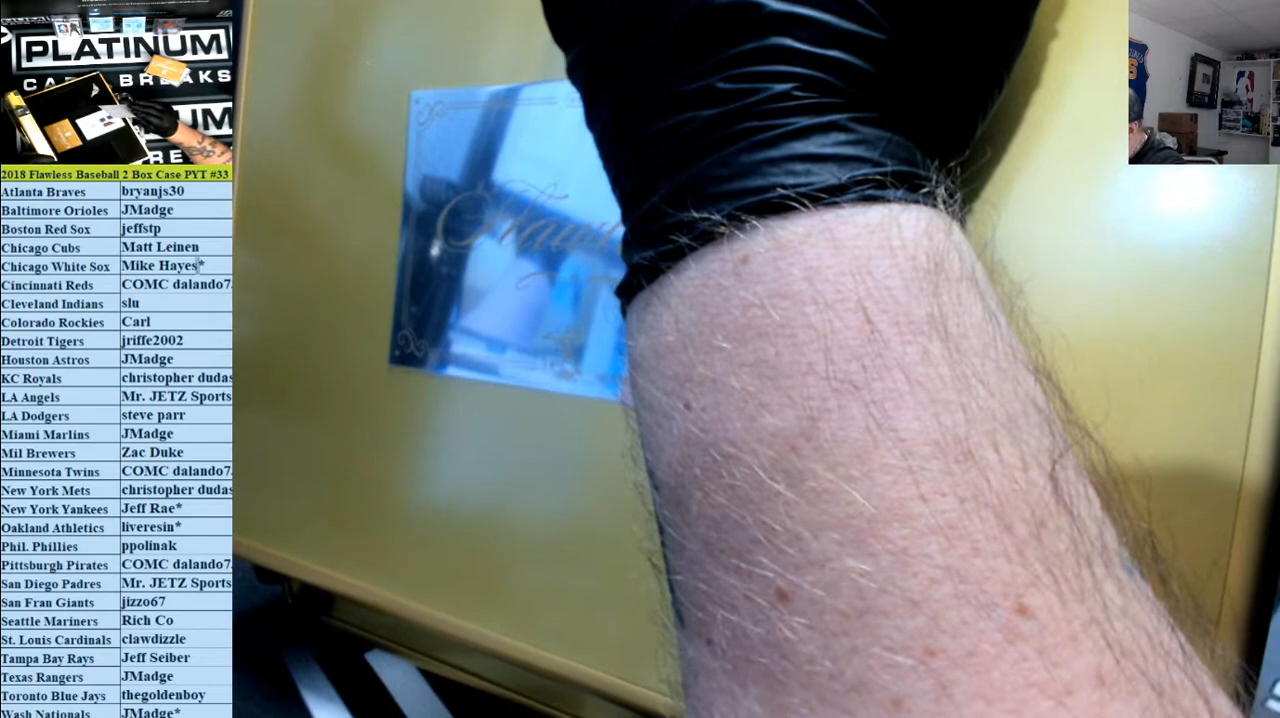 PLATINUM
CA BREAKS
UM
RE
2018 Flawless Baseball 2 Box Case PYT #33
Atlanta Braves bryanjs30
Baltimore Orioles JMadge
Boston Red Sox jeffstp
Chicago Cubs Matt Leinen
Chicago White Sox Mike Hayes*
Cincinnati Reds COMC dalando7
Cleveland Indians slu
Colorado Rockies Carl
Detroit Tigers jriffe2002
Houston Astros JMadge
KC Royals christopher dudas
LA Angels Mr. JETZ Sports
LA Dodgers steve parr
Miami Marlins JMadge
Mil Brewers Zac Duke
Minnesota Twins COMC dalando7
New York Mets christopher dudas
New York Yankees Jeff Rae*
Oakland Athletics liveresin*
Phil. Phillies ppolinak
Pittsburgh Pirates COMC dalando7
San Diego Padres Mr. JETZ Sports
San Fran Giants jizzo67
Seattle Mariners Rich Co
St. Louis Cardinals clawdizzle
Tampa Bay Rays Jeff Seiber
Texas Rangers JMadge
Toronto Blue Jays thegoldenboy
Wash Nationals JMadge*
Flaw